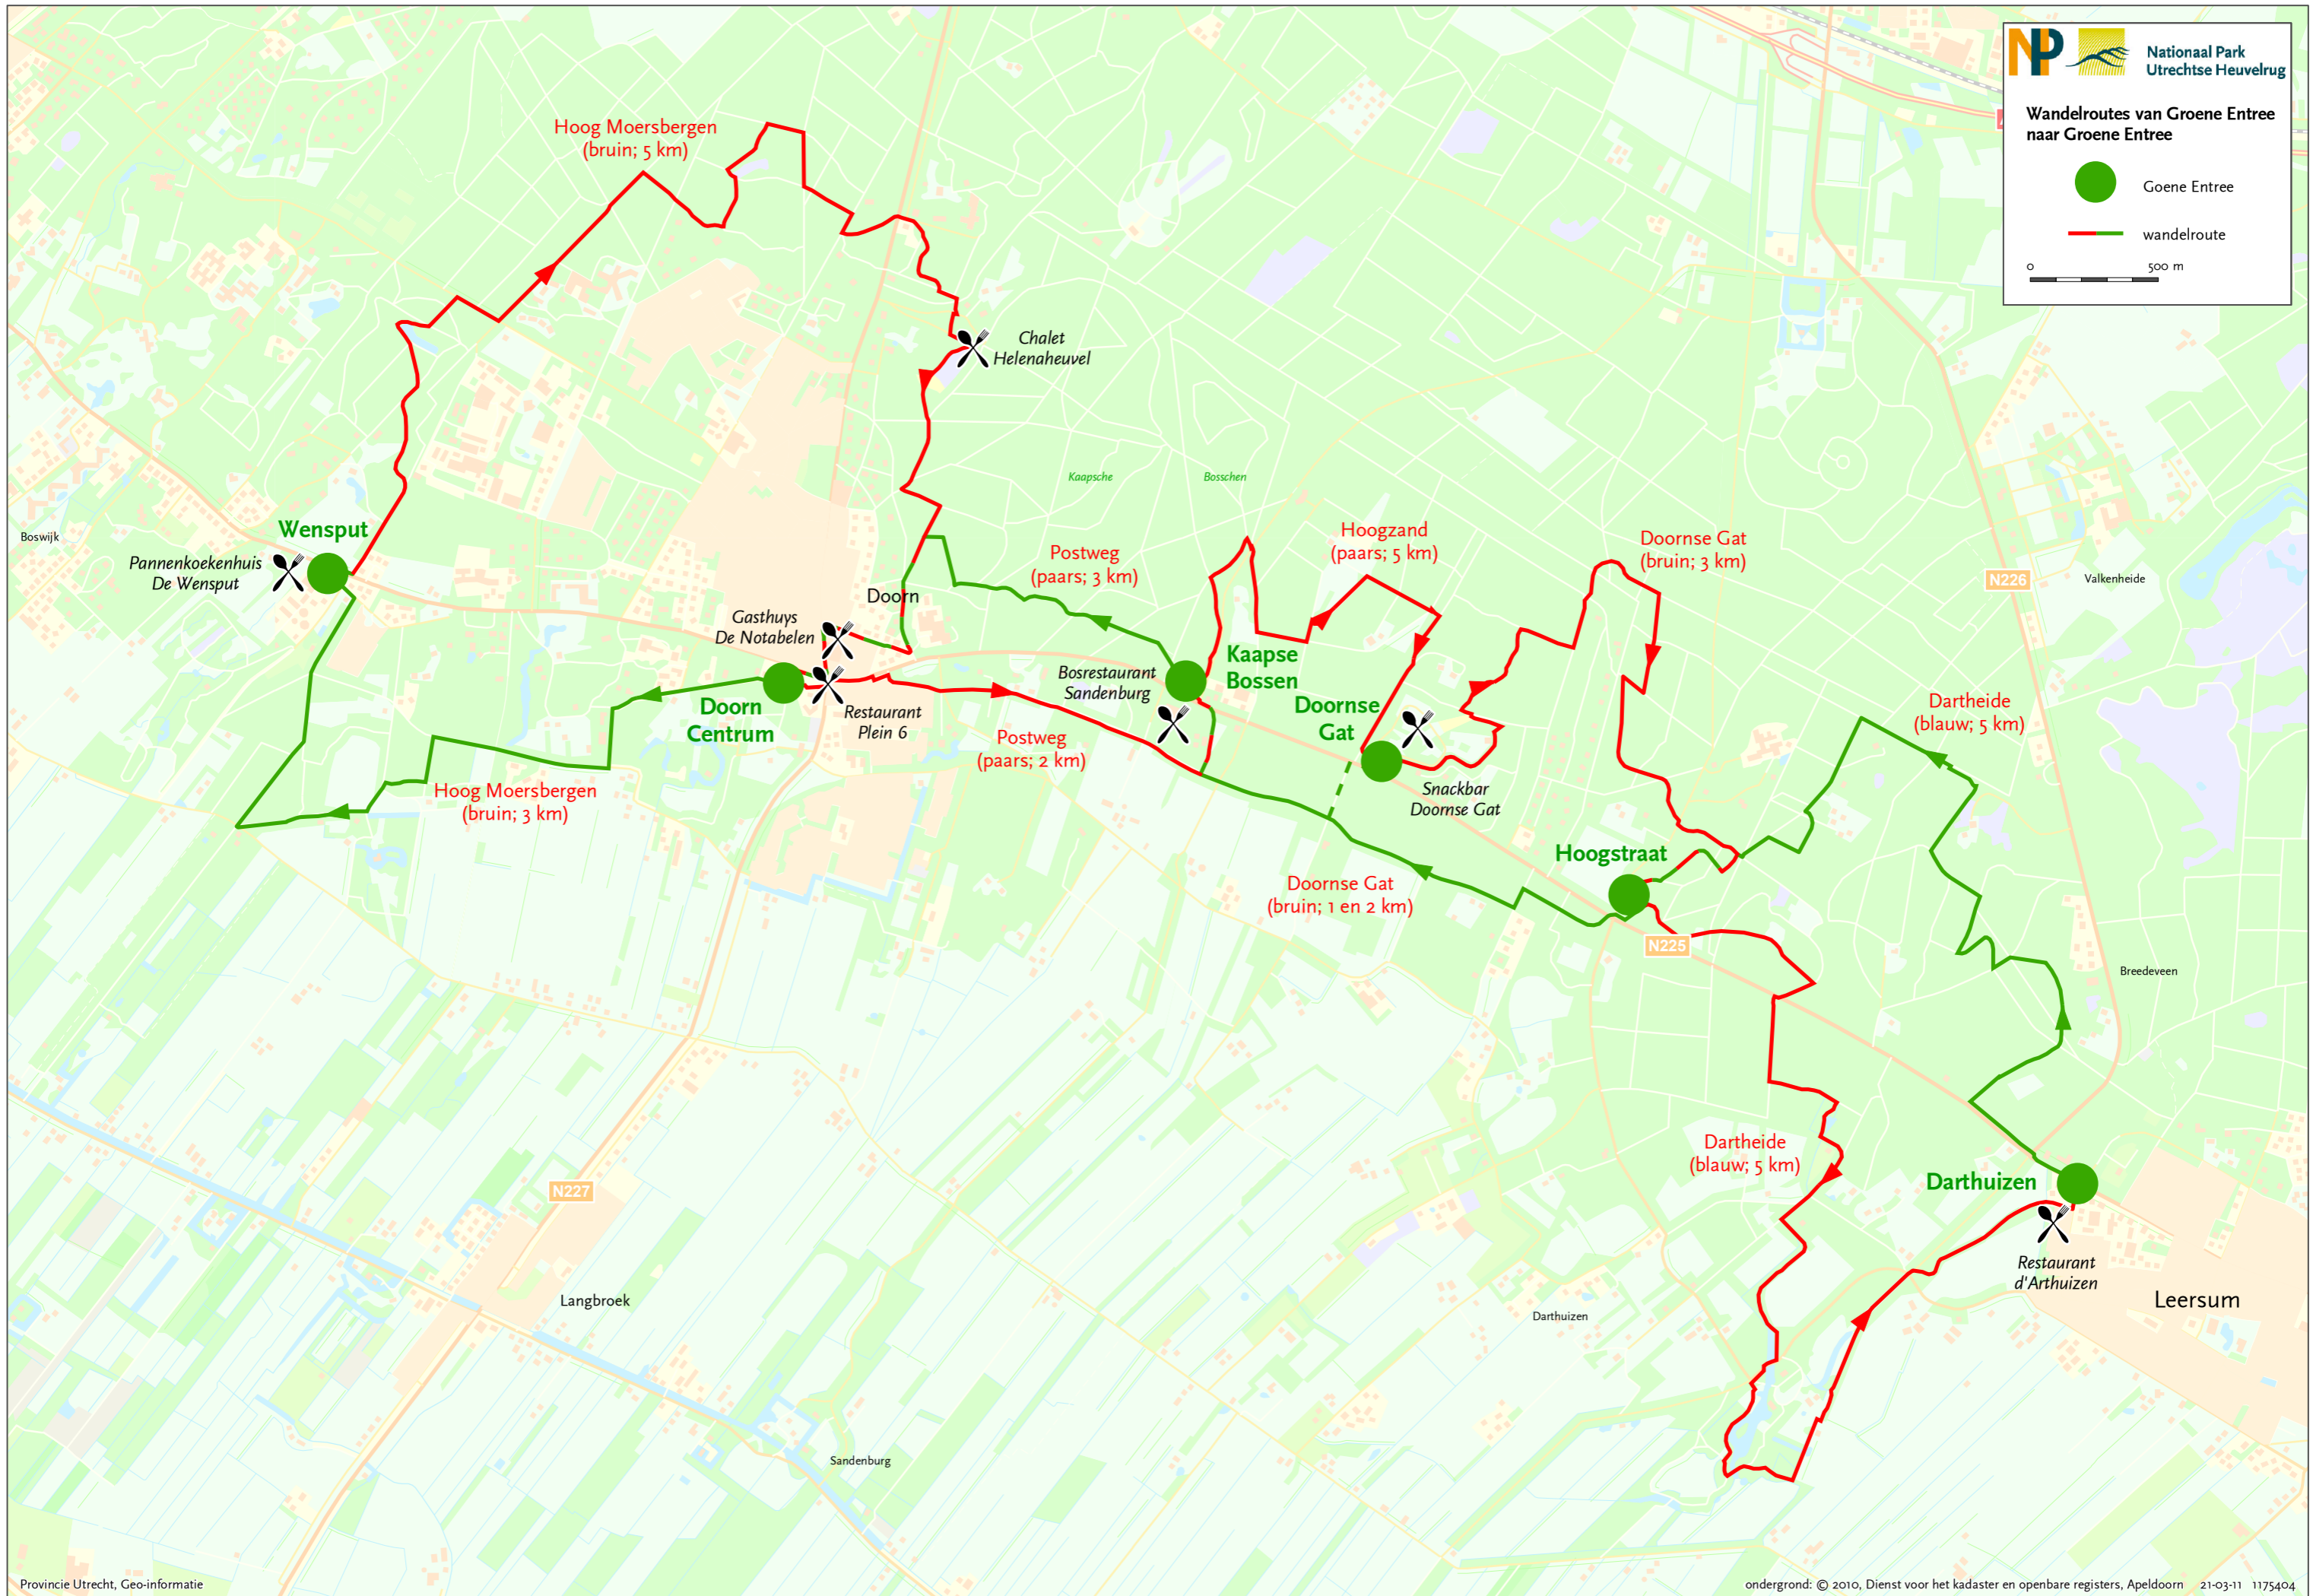 NP
Nationaal Park
Utrechtse Heuvelrug
Wandelroutes van Groene Entree
naar Groene Entree
Goene Entree
wandelroute
0 500 m
Hoog Moersbergen
(bruin; 5 km)
Chalet
Helenaheuvel
Kaapsche Bosschen
Boswijk
Wensput
Pannenkoekenhuis
De Wensput
Hoogzand
(paars; 5 km)
Doornse Gat
(bruin; 3 km)
Postweg
(paars; 3 km)
N226
Valkenheide
Doorn
Gasthuys
De Notabelen
Kaapse
Bossen
Bosrestaurant
Sandenburg
Doornse
Gat
Doorn
Centrum
Restaurant
Plein 6
Dartheide
(blauw; 5 km)
Postweg
(paars; 2 km)
Hoog Moersbergen
(bruin; 3 km)
Snackbar
Doornse Gat
Hoogstraat
Doornse Gat
(bruin; 1 en 2 km)
N225
Breedeveen
Dartheide
(blauw; 5 km)
Darthuizen
N227
Restaurant
d'Arthuizen
Langbroek
Leersum
Darthuizen
Sandenburg
Provincie Utrecht, Geo-informatie
ondergrond: © 2010, Dienst voor het kadaster en openbare registers, Apeldoorn 21-03-11 1175404